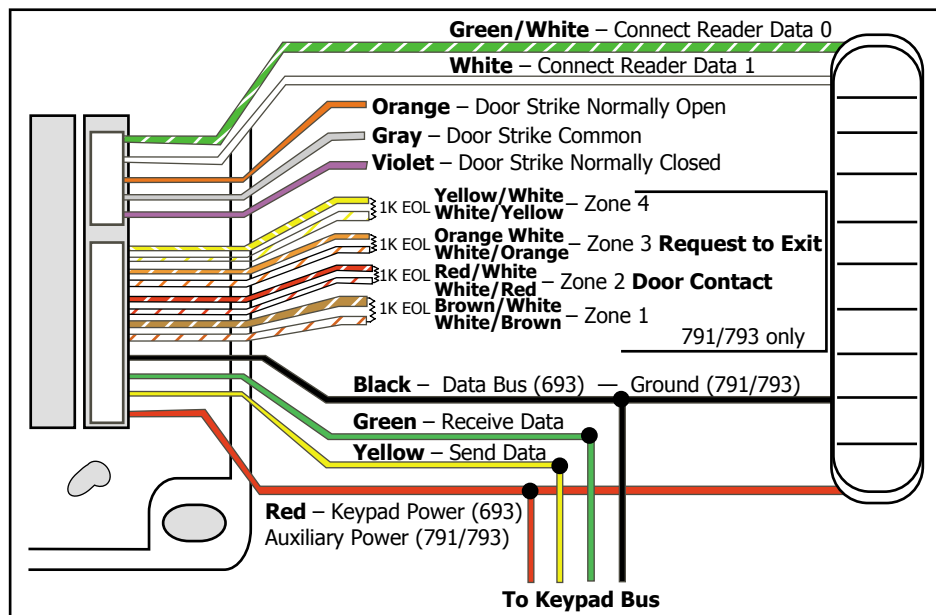 Green/White – Connect Reader Data 0
White – Connect Reader Data 1
Orange – Door Strike Normally Open
Gray – Door Strike Common
Violet – Door Strike Normally Closed
1K EOL Yellow/White
White/Yellow – Zone 4
1K EOL Orange White
White/Orange – Zone 3 Request to Exit
1K EOL Red/White
White/Red – Zone 2 Door Contact
1K EOL Brown/White
White/Brown – Zone 1
791/793 only
Black – Data Bus (693) — Ground (791/793)
Green – Receive Data
Yellow – Send Data
Red – Keypad Power (693)
Auxiliary Power (791/793)
To Keypad Bus